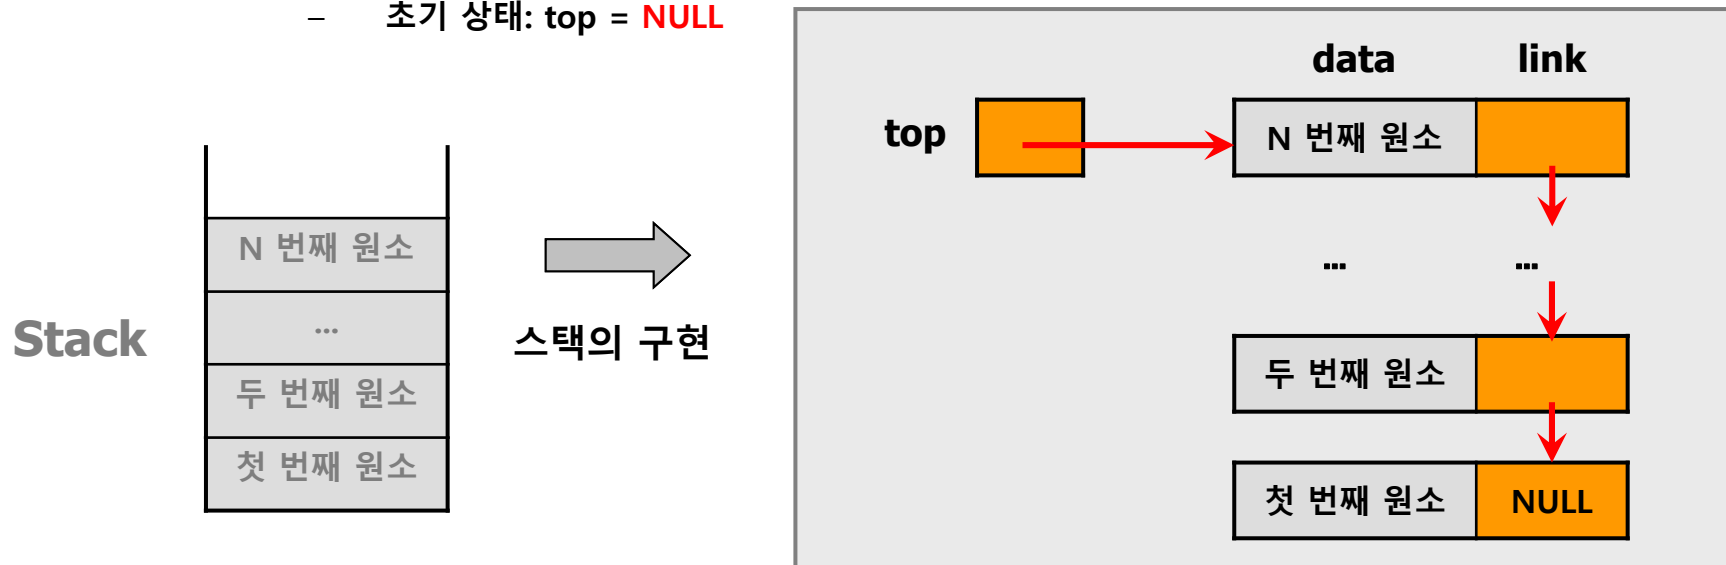 – 초기 상태: top = NULL
Stack
N 번째 원소
...
두 번째 원소
첫 번째 원소
스택의 구현
data link
top
N 번째 원소
... ...
두 번째 원소
첫 번째 원소 NULL